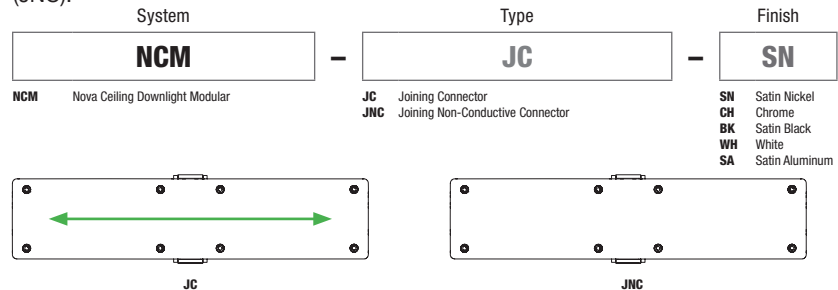 (JNC).
System Type Finish
NCM – JC – SN
NCM Nova Ceiling Downlight Modular JC Joining Connector SN Satin Nickel
JNC Joining Non-Conductive Connector CH Chrome
BK Satin Black
WH White
SA Satin Aluminum
JC JNC